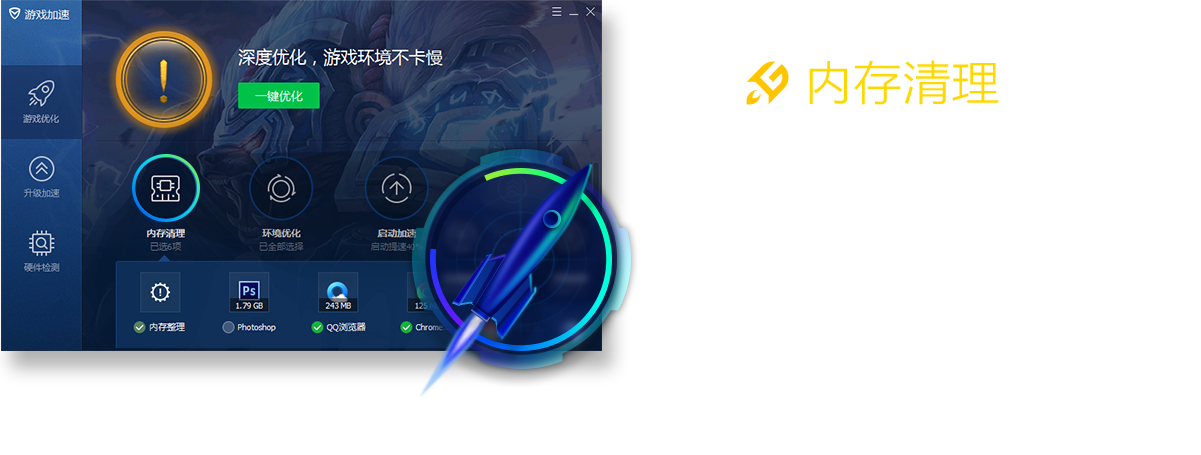 游戏加速
深度优化，游戏环境不卡慢
一键优化
游戏优化
升级加速
硬件检测
内存清理
已选6项
环境优化
已全部选择
启动加速
启动提速40%
Ps
1.79 GB
243 MB
125
内存整理
Photoshop
QQ浏览器
Chrome
内存清理